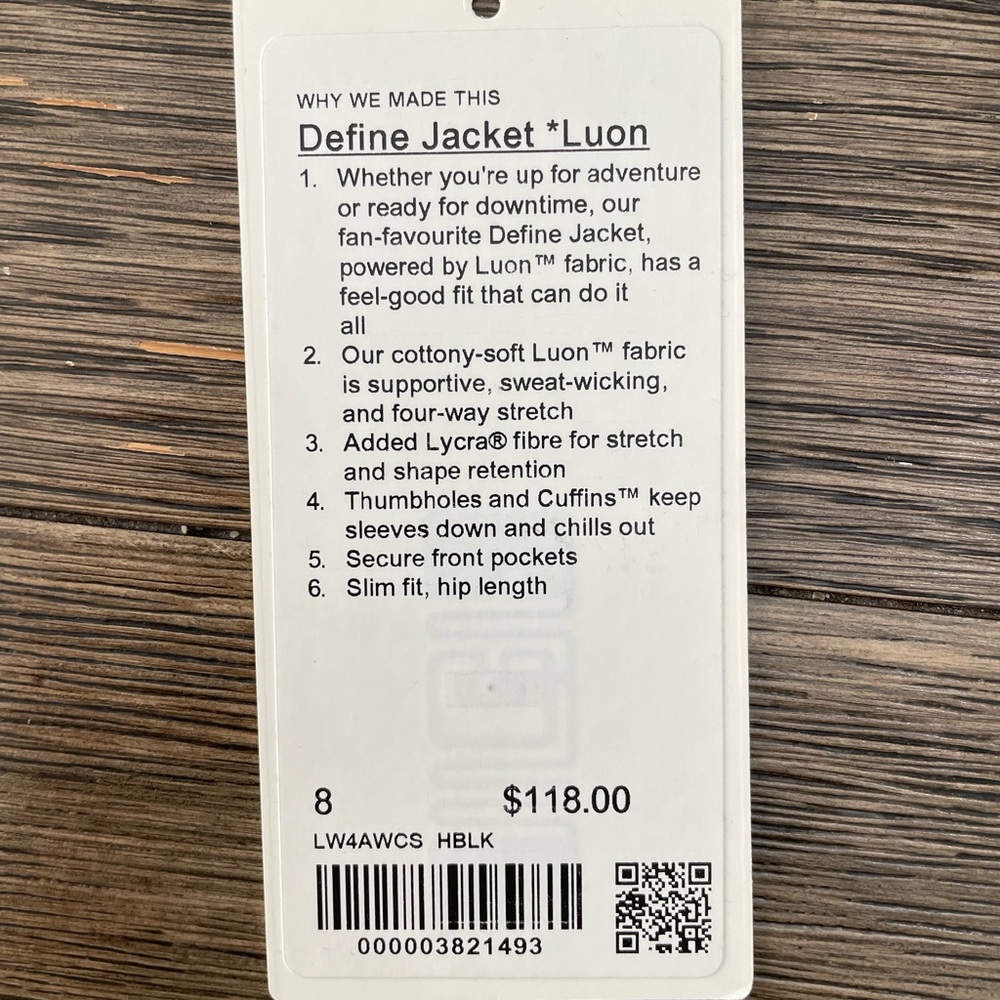 WHY WE MADE THIS
Define Jacket *Luon
1. Whether you're up for adventure
or ready for downtime, our
fan-favourite Define Jacket,
powered by Luon™ fabric, has a
feel-good fit that can do it
all
2. Our cottony-soft Luon™ fabric
is supportive, sweat-wicking,
and four-way stretch
3. Added Lycra® fibre for stretch
and shape retention
4. Thumbholes and Cuffins™ keep
sleeves down and chills out
5. Secure front pockets
6. Slim fit, hip length
8 $118.00
LW4AWCS HBLK
000003821493